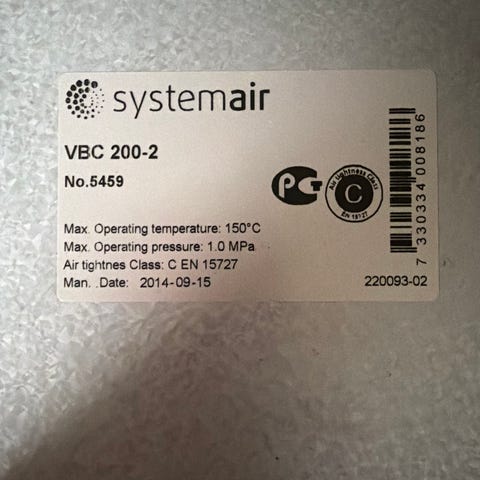 systemair
VBC 200-2
No.5459
PCT
Air Tightness Class
C
EN 15727
Max. Operating temperature: 150°C
Max. Operating pressure: 1.0 MPa
Air tightnes Class: C EN 15727
Man. .Date: 2014-09-15
220093-02
7 330334 008186